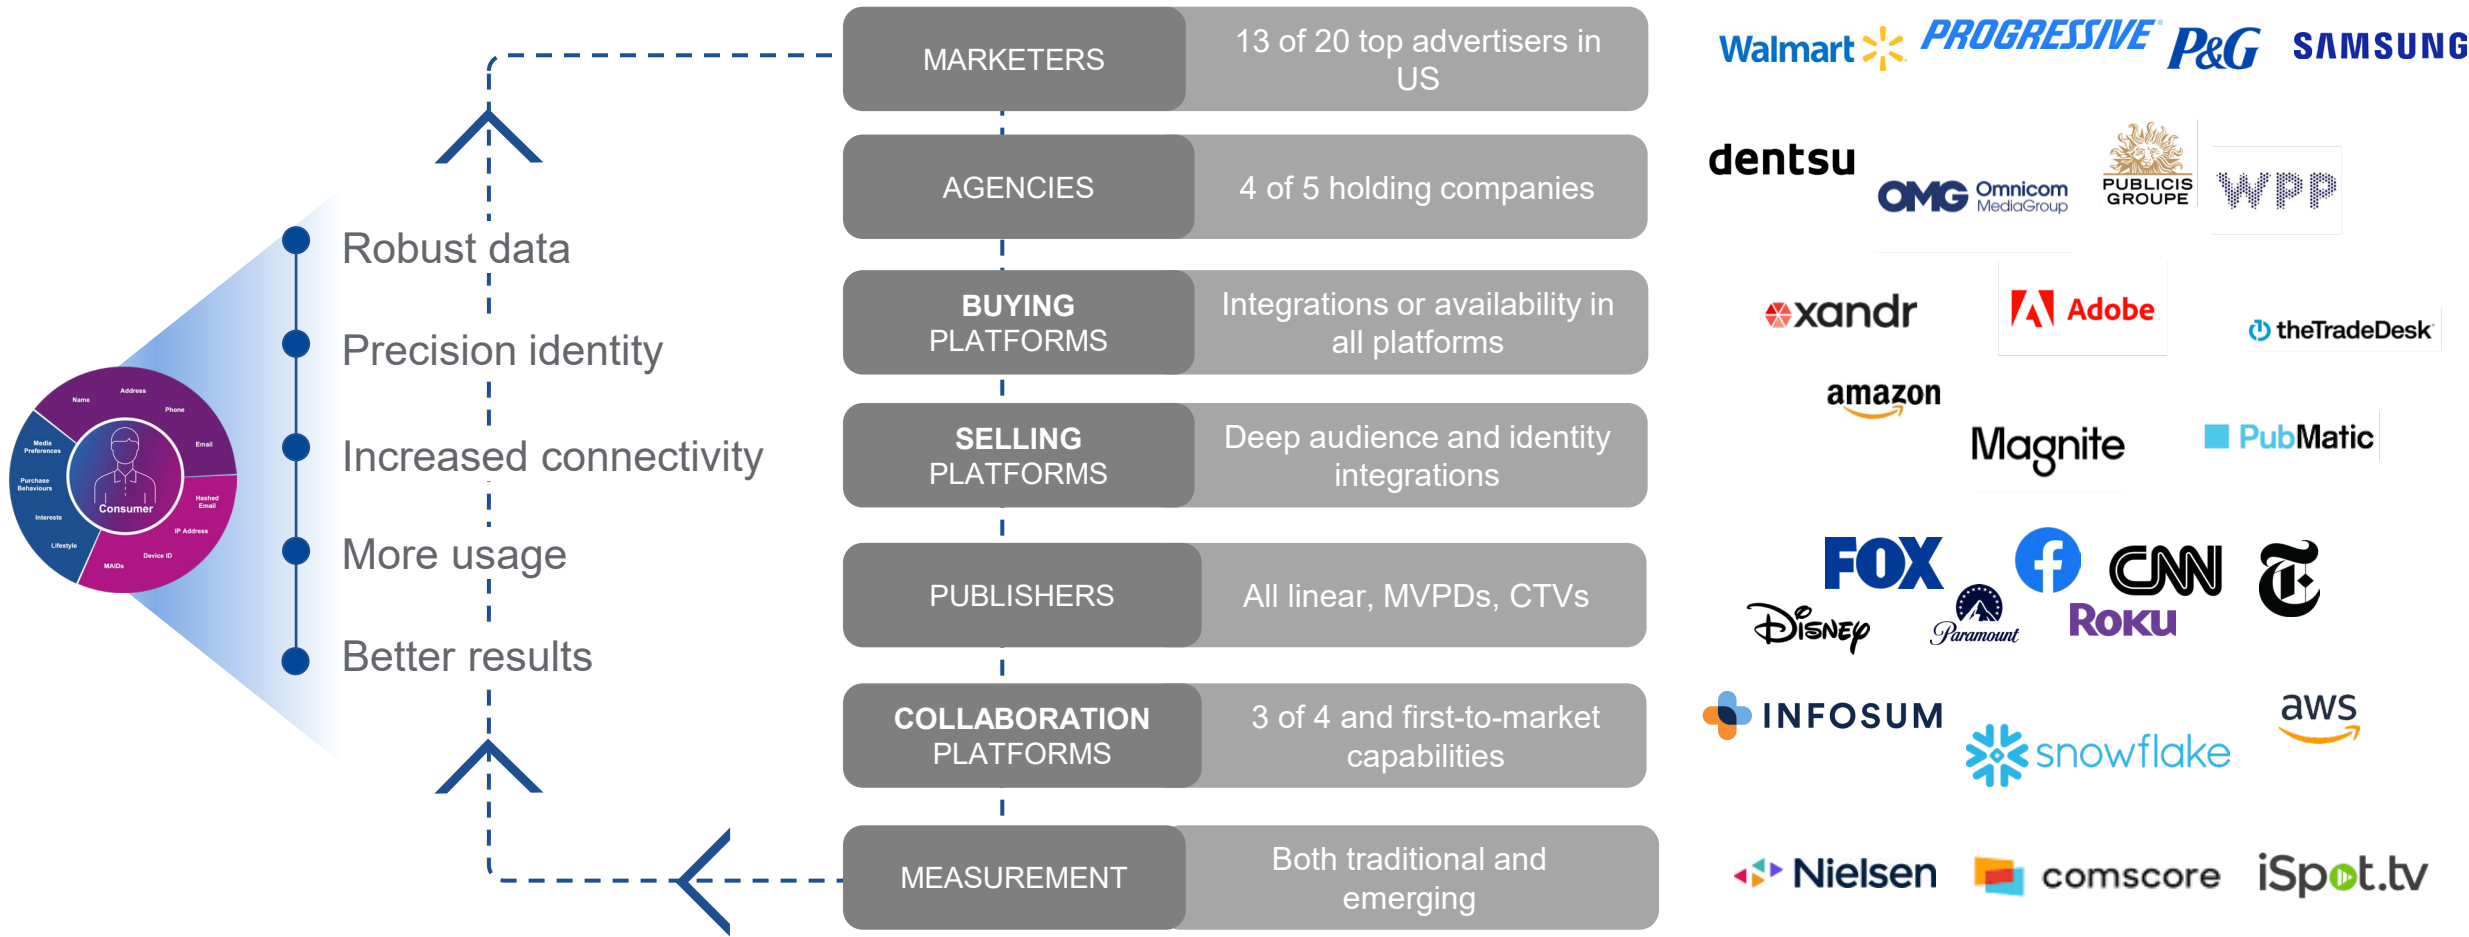 MARKETERS
13 of 20 top advertisers in
US
Walmart
PROGRESSIVE
P&G
SAMSUNG
AGENCIES
4 of 5 holding companies
dentsu
OMG Omnicom
MediaGroup
PUBLICIS
GROUPE
WPP
Robust data
Precision identity
Increased connectivity
More usage
Better results
Name
Address
Phone
Email
Hashed
Email
IP Address
Device ID
MAIDs
Lifestyle
Interests
Purchase
Behaviours
Media
Preferences
Consumer
BUYING
PLATFORMS
Integrations or availability in
all platforms
xandr
Adobe
theTradeDesk
SELLING
PLATFORMS
Deep audience and identity
integrations
amazon
Magnite
PubMatic
PUBLISHERS
All linear, MVPDs, CTVs
FOX
f
CNN
T
Disney
Paramount
Roku
COLLABORATION
PLATFORMS
3 of 4 and first-to-market
capabilities
INFOSUM
snowflake
aws
MEASUREMENT
Both traditional and
emerging
Nielsen
comscore
iSpot.tv